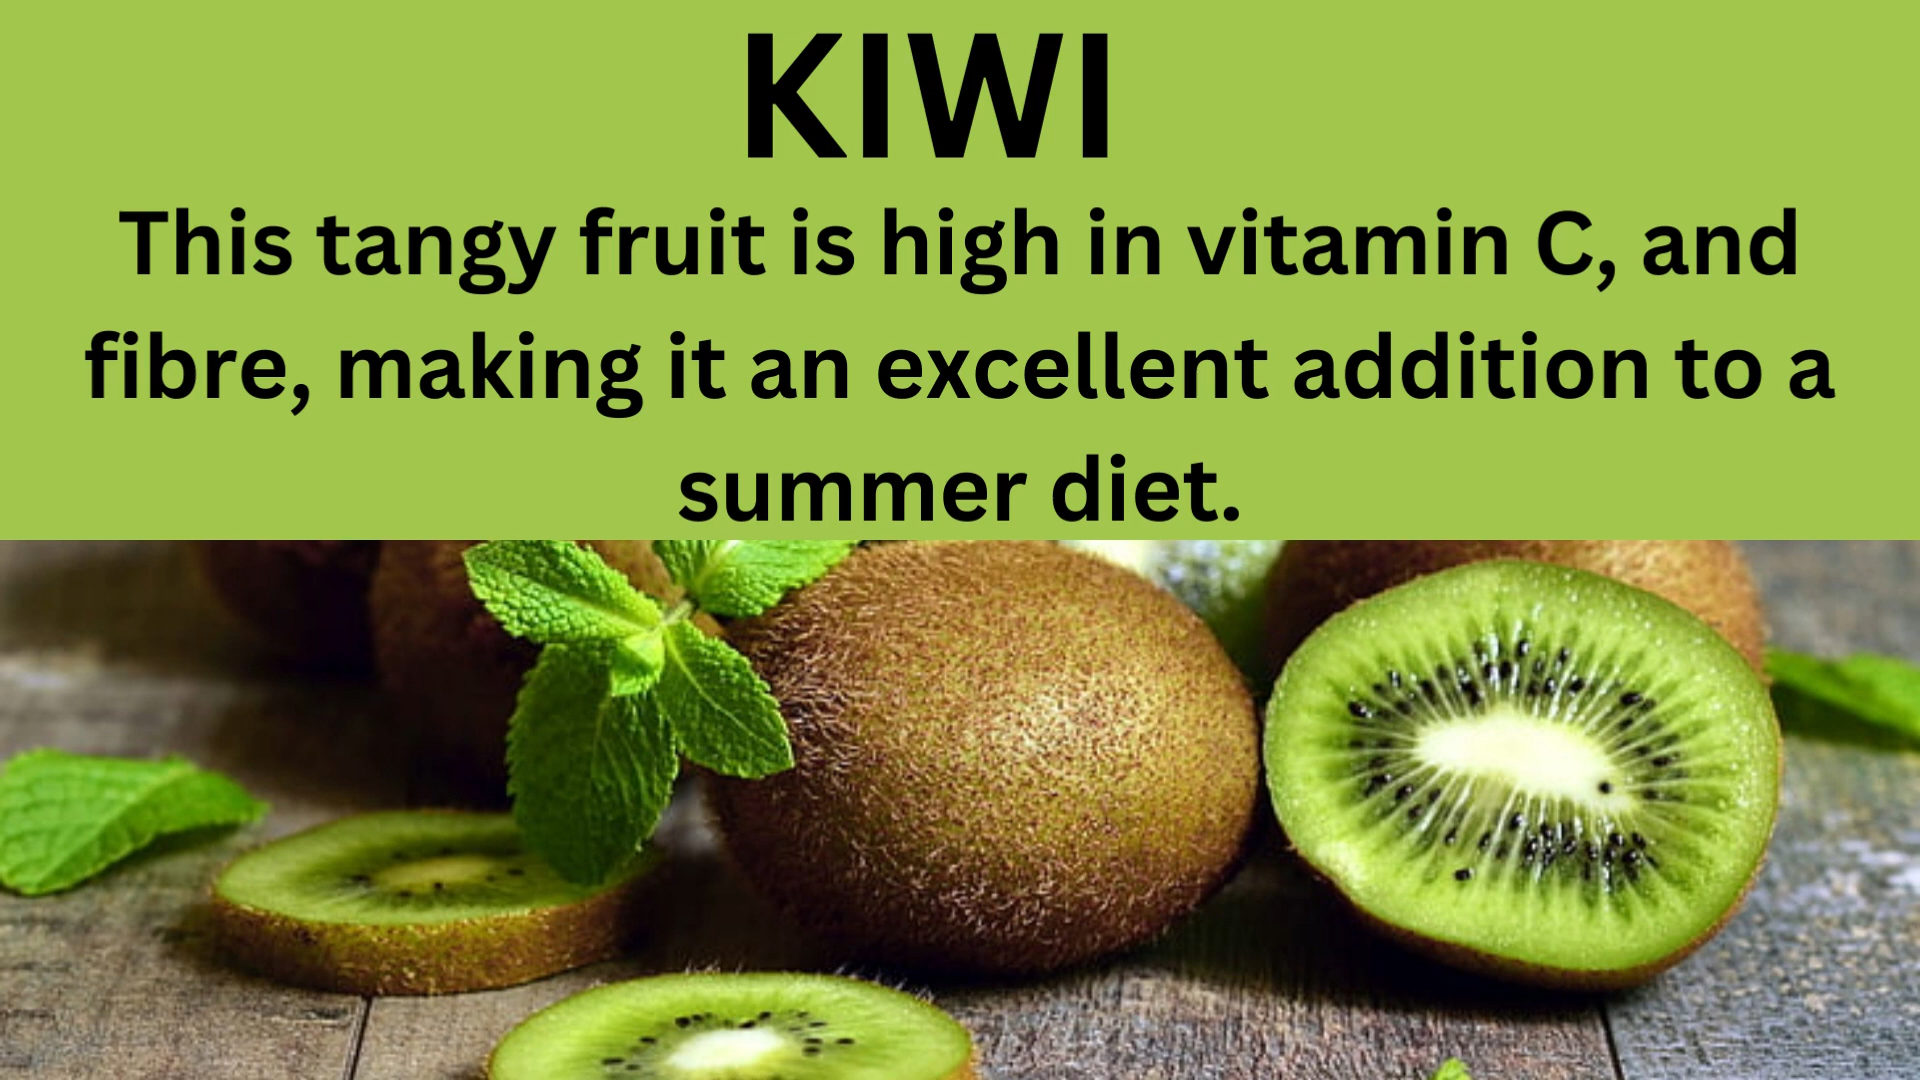 KIWI
This tangy fruit is high in vitamin C, and
fibre, making it an excellent addition to a
summer diet.